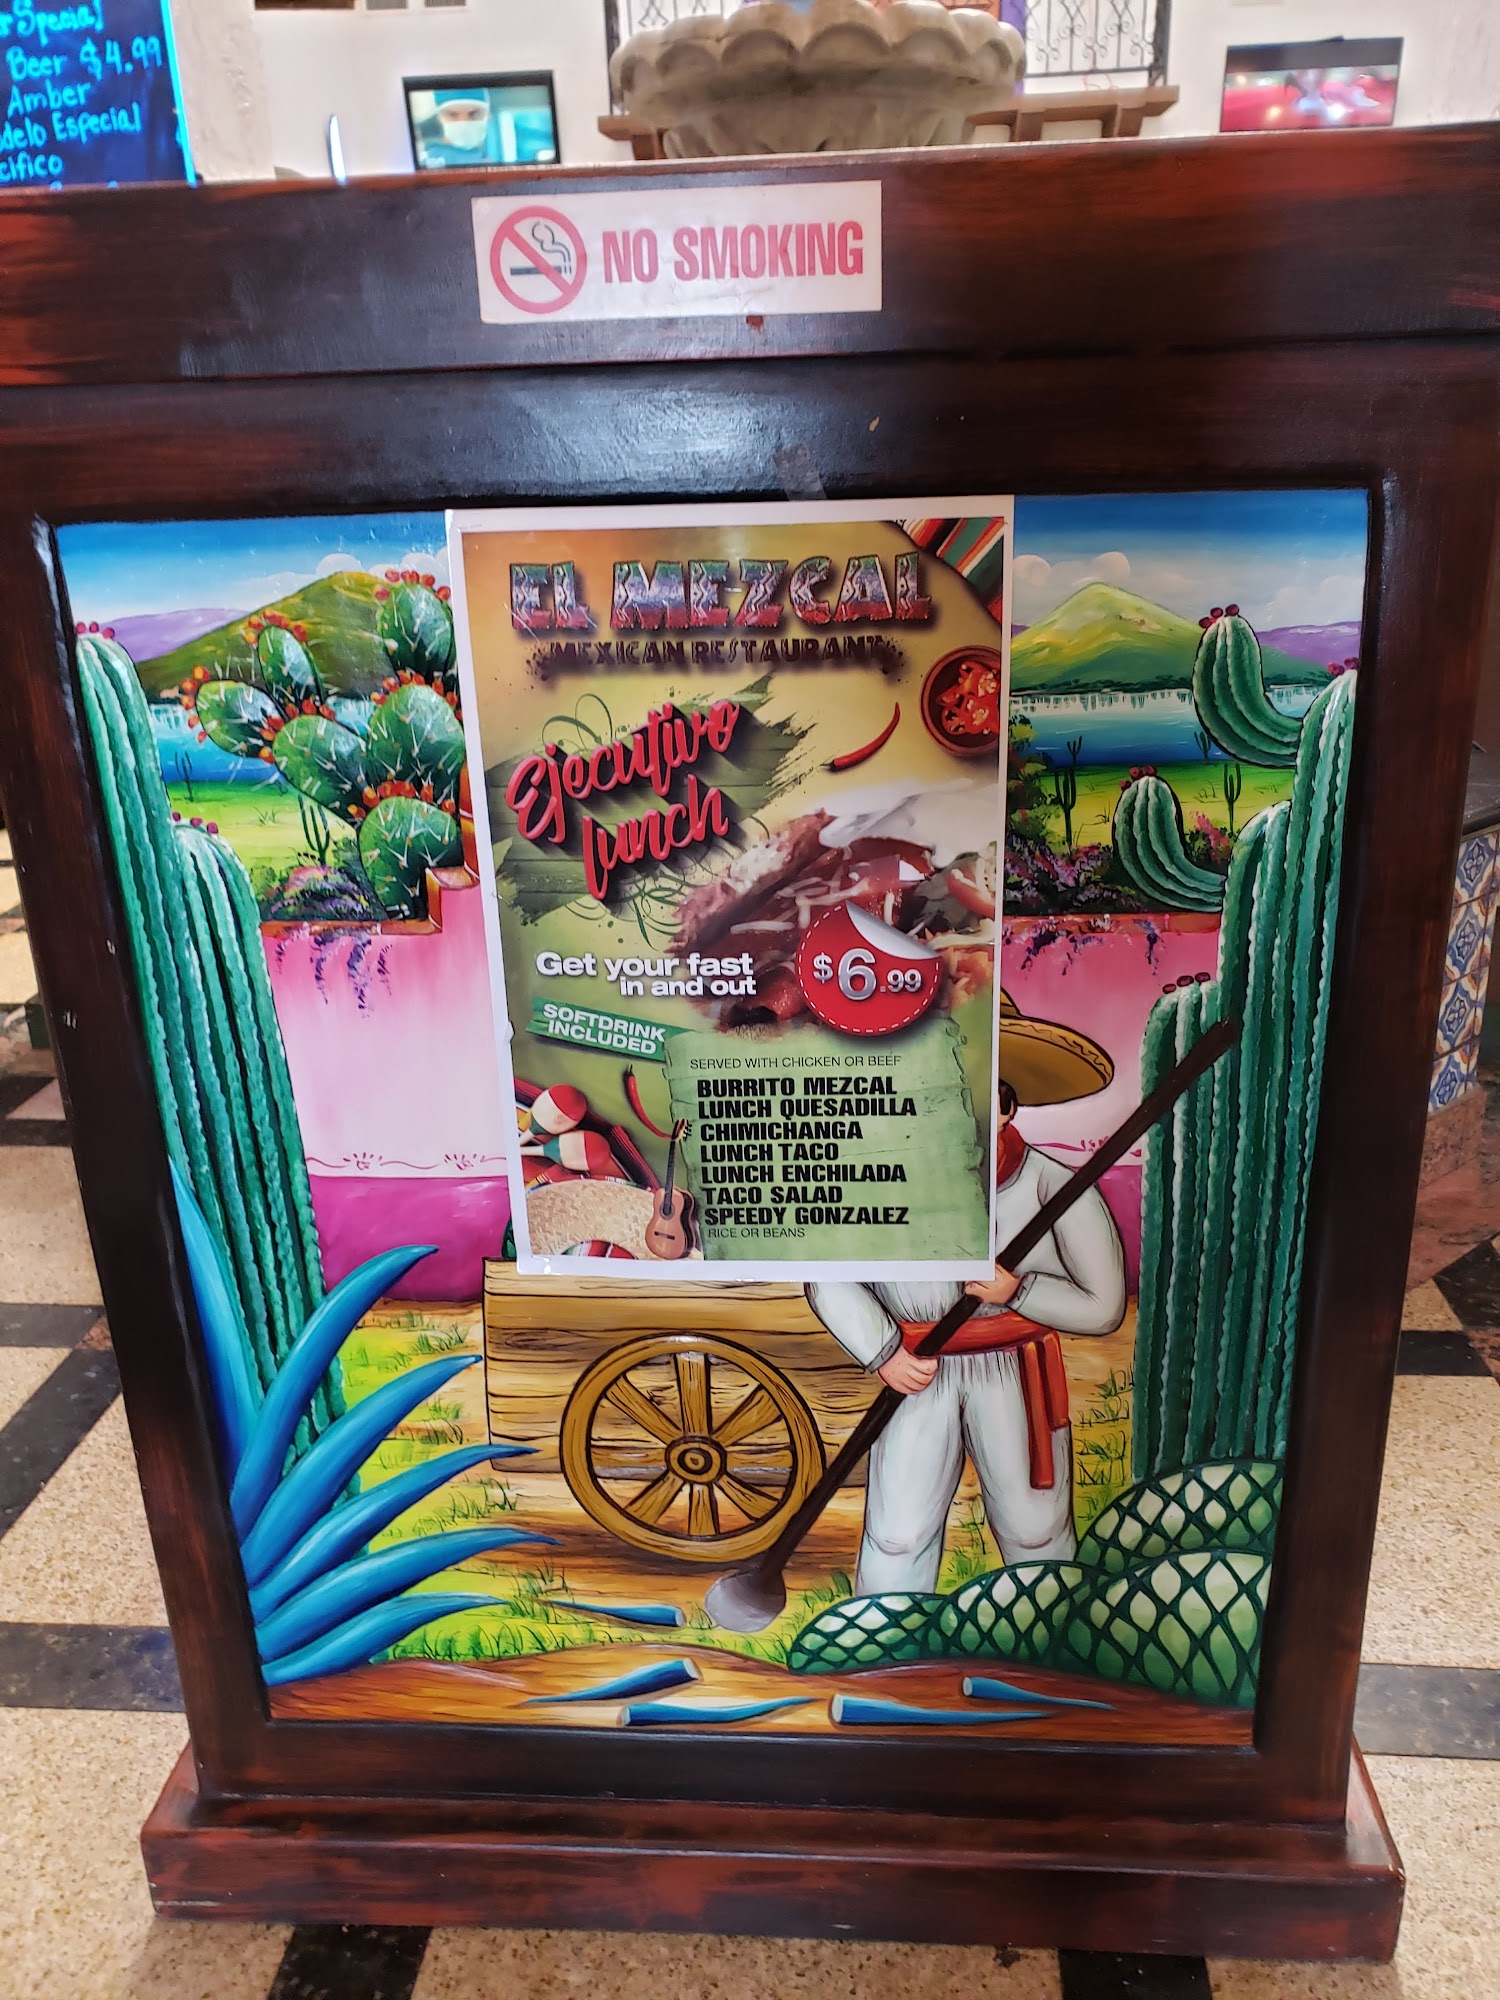 Special
Beer $4.99
Amber
Especial
NO SMOKING
EL MEZCAL
MEXICAN RESTAURANT
Ejecutivo
lunch
Get your fast
in and out
$6.99
SOFTDRINK
INCLUDED
SERVED WITH CHICKEN OR BEEF
BURRITO MEZCAL
LUNCH QUESADILLA
CHIMICHANGA
LUNCH TACO
LUNCH ENCHILADA
TACO SALAD
SPEEDY GONZALEZ
RICE OR BEANS